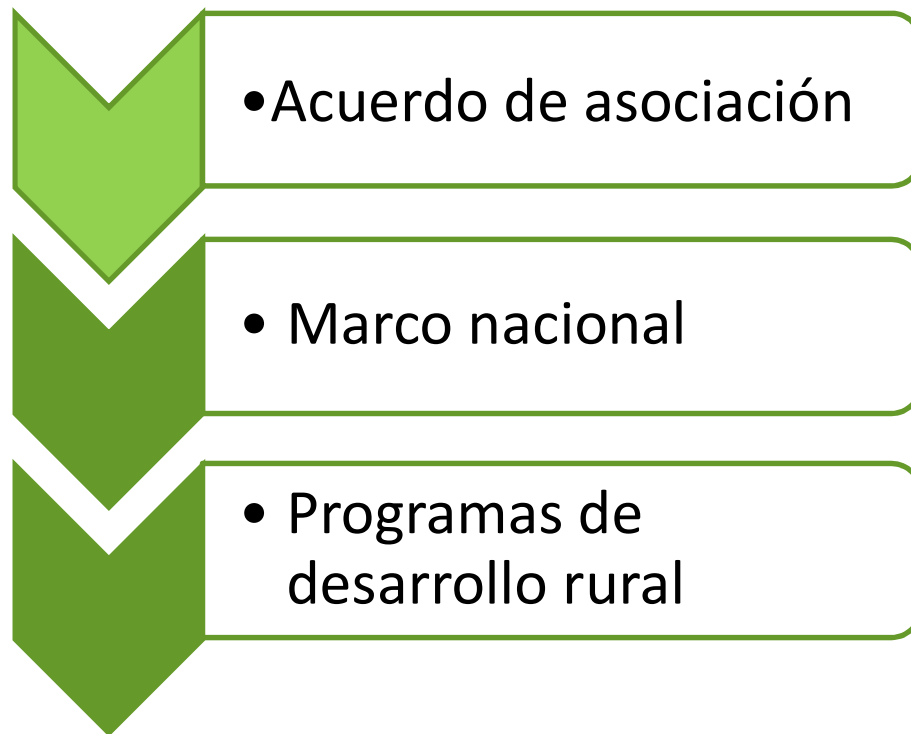 •Acuerdo de asociación
• Marco nacional
• Programas de
desarrollo rural